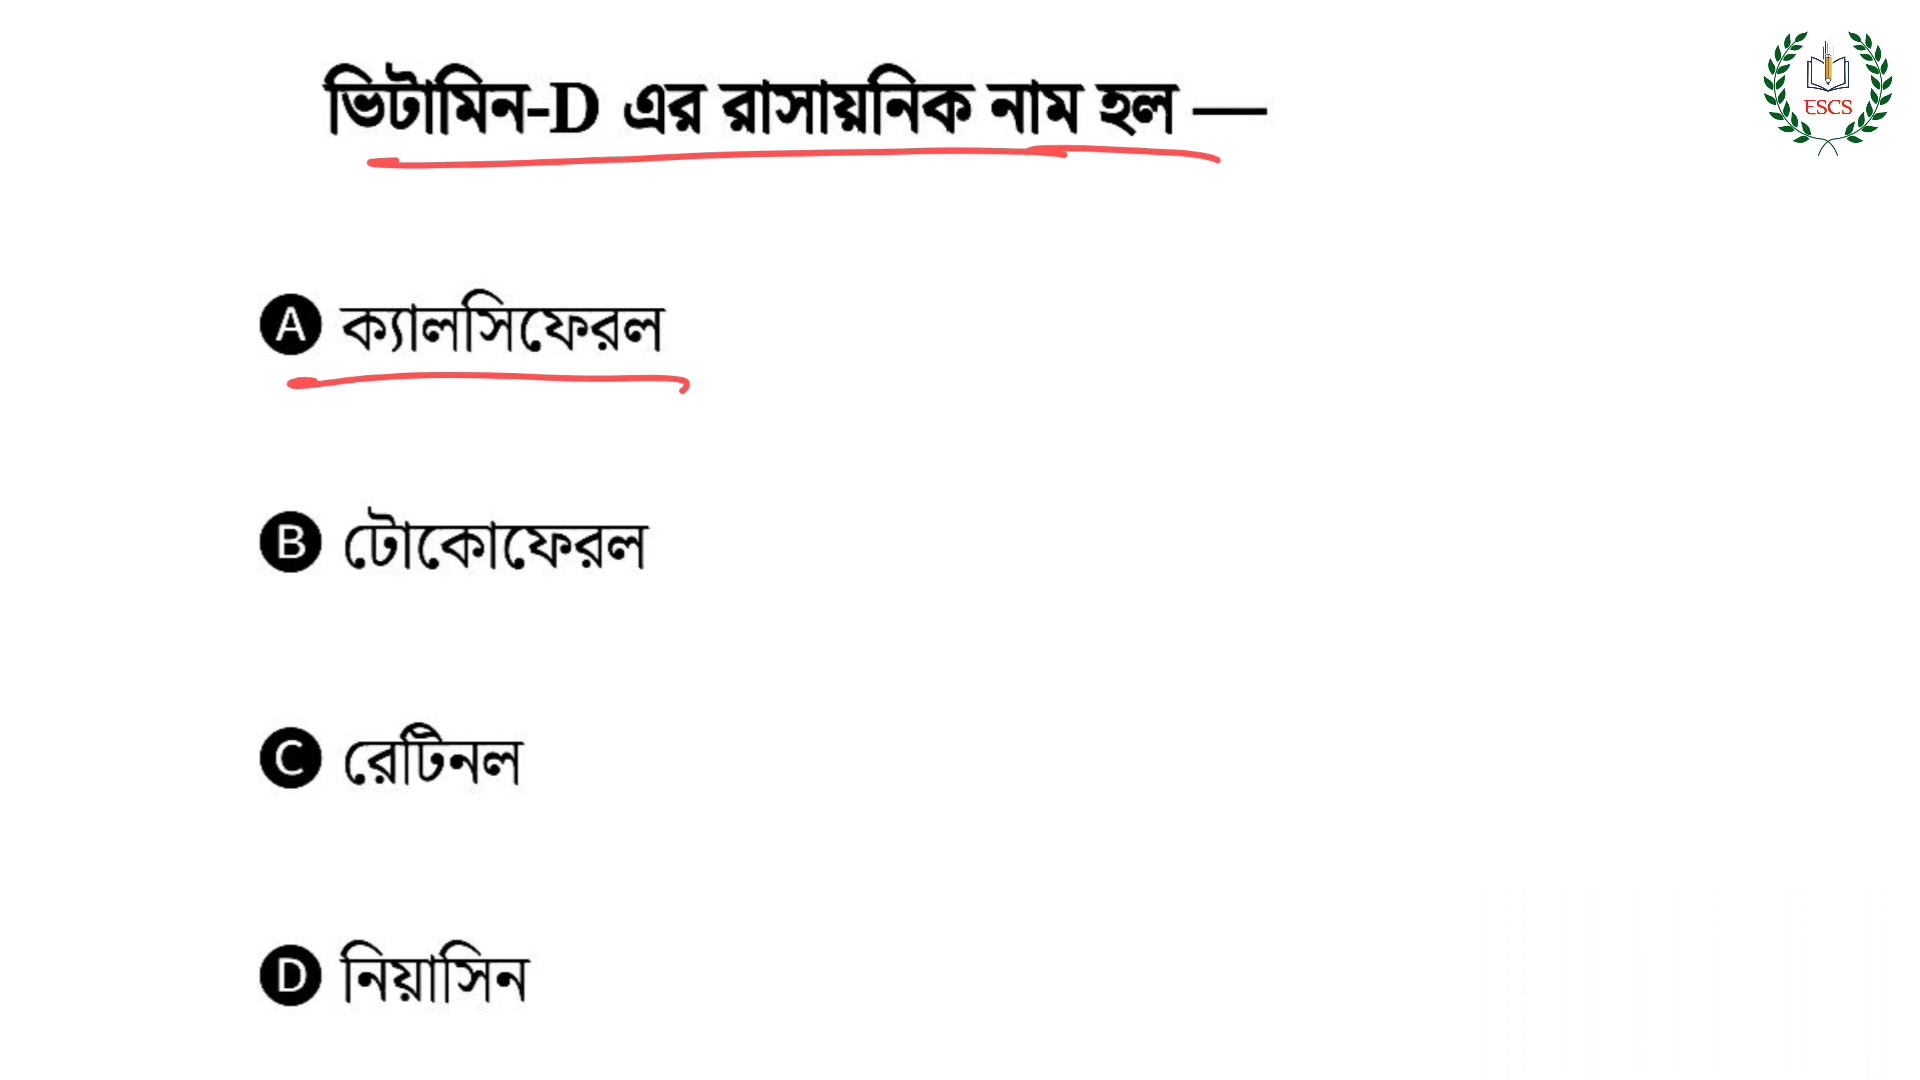 ভিটামিন-D এর রাসায়নিক নাম হল —
ESCS
A ক্যালসিফেরল
B টোকোফেরল
C রেটিনল
D নিয়াসিন